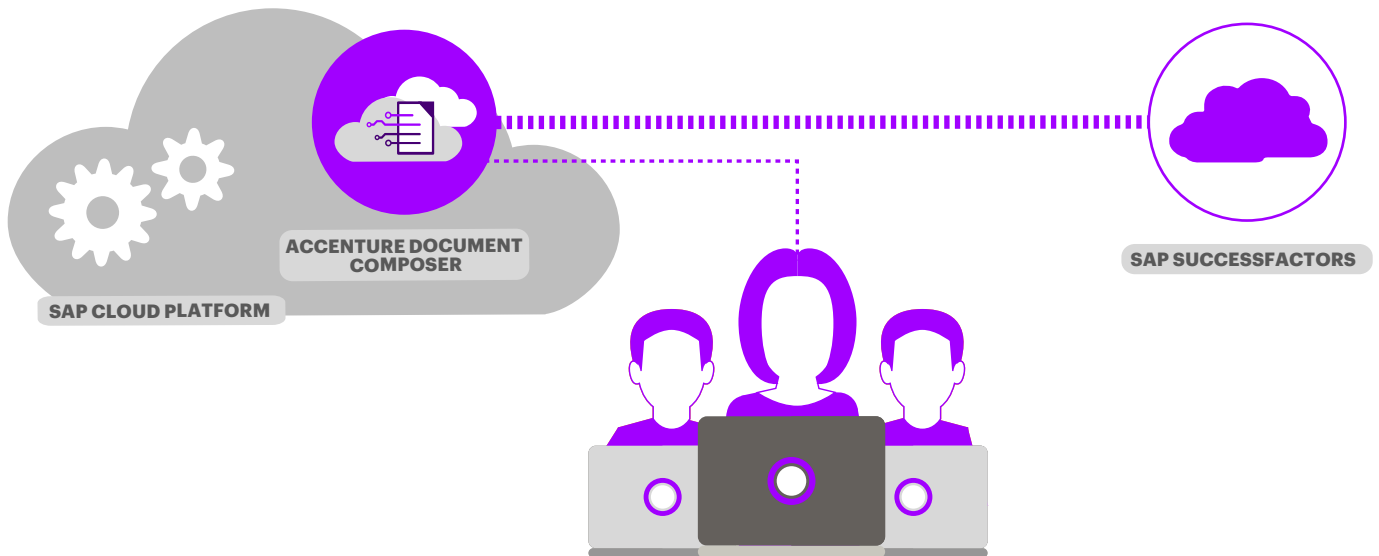 ACCENTURE DOCUMENT
COMPOSER
SAP SUCCESSFACTORS
SAP CLOUD PLATFORM